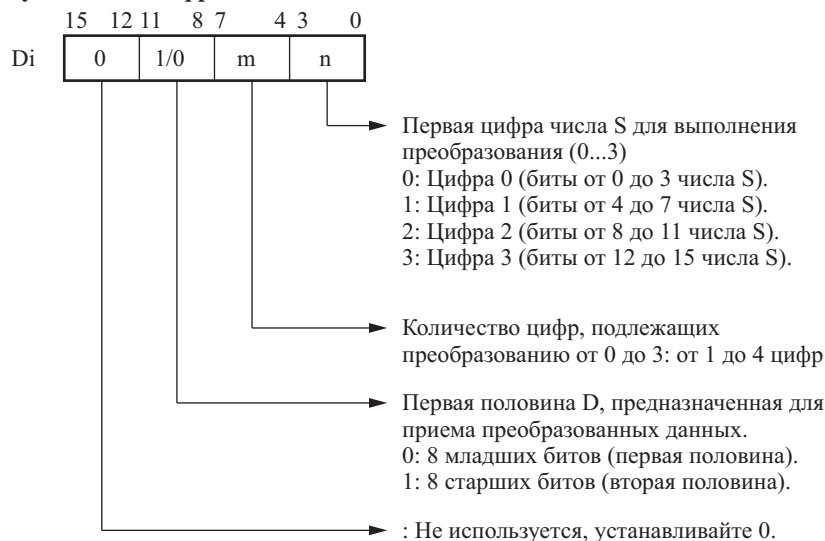 15 12 11 8 7 4 3 0
Di 0 1/0 m n
Первая цифра числа S для выполнения
преобразования (0...3)
0: Цифра 0 (биты от 0 до 3 числа S).
1: Цифра 1 (биты от 4 до 7 числа S).
2: Цифра 2 (биты от 8 до 11 числа S).
3: Цифра 3 (биты от 12 до 15 числа S).
Количество цифр, подлежащих
преобразованию от 0 до 3: от 1 до 4 цифр
Первая половина D, предназначенная для
приема преобразованных данных.
0: 8 младших битов (первая половина).
1: 8 старших битов (вторая половина).
: Не используется, устанавливайте 0.